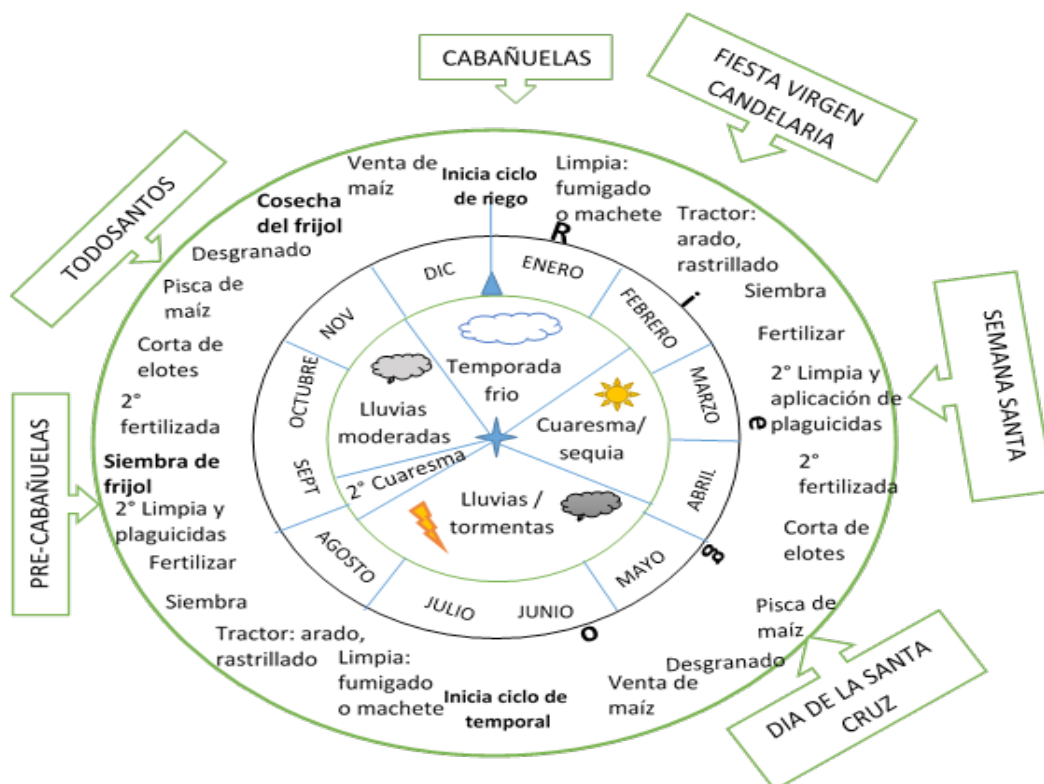 CABAÑUELAS
FIESTA VIRGEN
CANDELARIA
TODOSANTOS
PRE-CABAÑUELAS
SEMANA SANTA
DIA DE LA SANTA
CRUZ
Inicia ciclo
de riego
Limpia:
fumigado
o machete
Tractor:
arado,
rastrillado
Siembra
Fertilizar
2° Limpia y
aplicación de
plaguicidas
2°
fertilizada
Corta de
elotes
Pisca de
maíz
Desgranado
Venta de
maíz
Inicia ciclo de
temporal
Limpia:
fumigado
o machete
Tractor: arado,
rastrillado
Siembra
Fertilizar
2° Limpia y
plaguicidas
Siembra de
frijol
2°
fertilizada
Corta de
elotes
Pisca de
maíz
Desgranado
Cosecha
del frijol
Venta de
maíz
Riego
ENERO
FEBRERO
MARZO
ABRIL
MAYO
JUNIO
JULIO
AGOSTO
SEPT
OCTUBRE
NOV
DIC
Temporada
frio
Cuaresma/
sequia
Lluvias /
tormentas
2° Cuaresma
Lluvias
moderadas